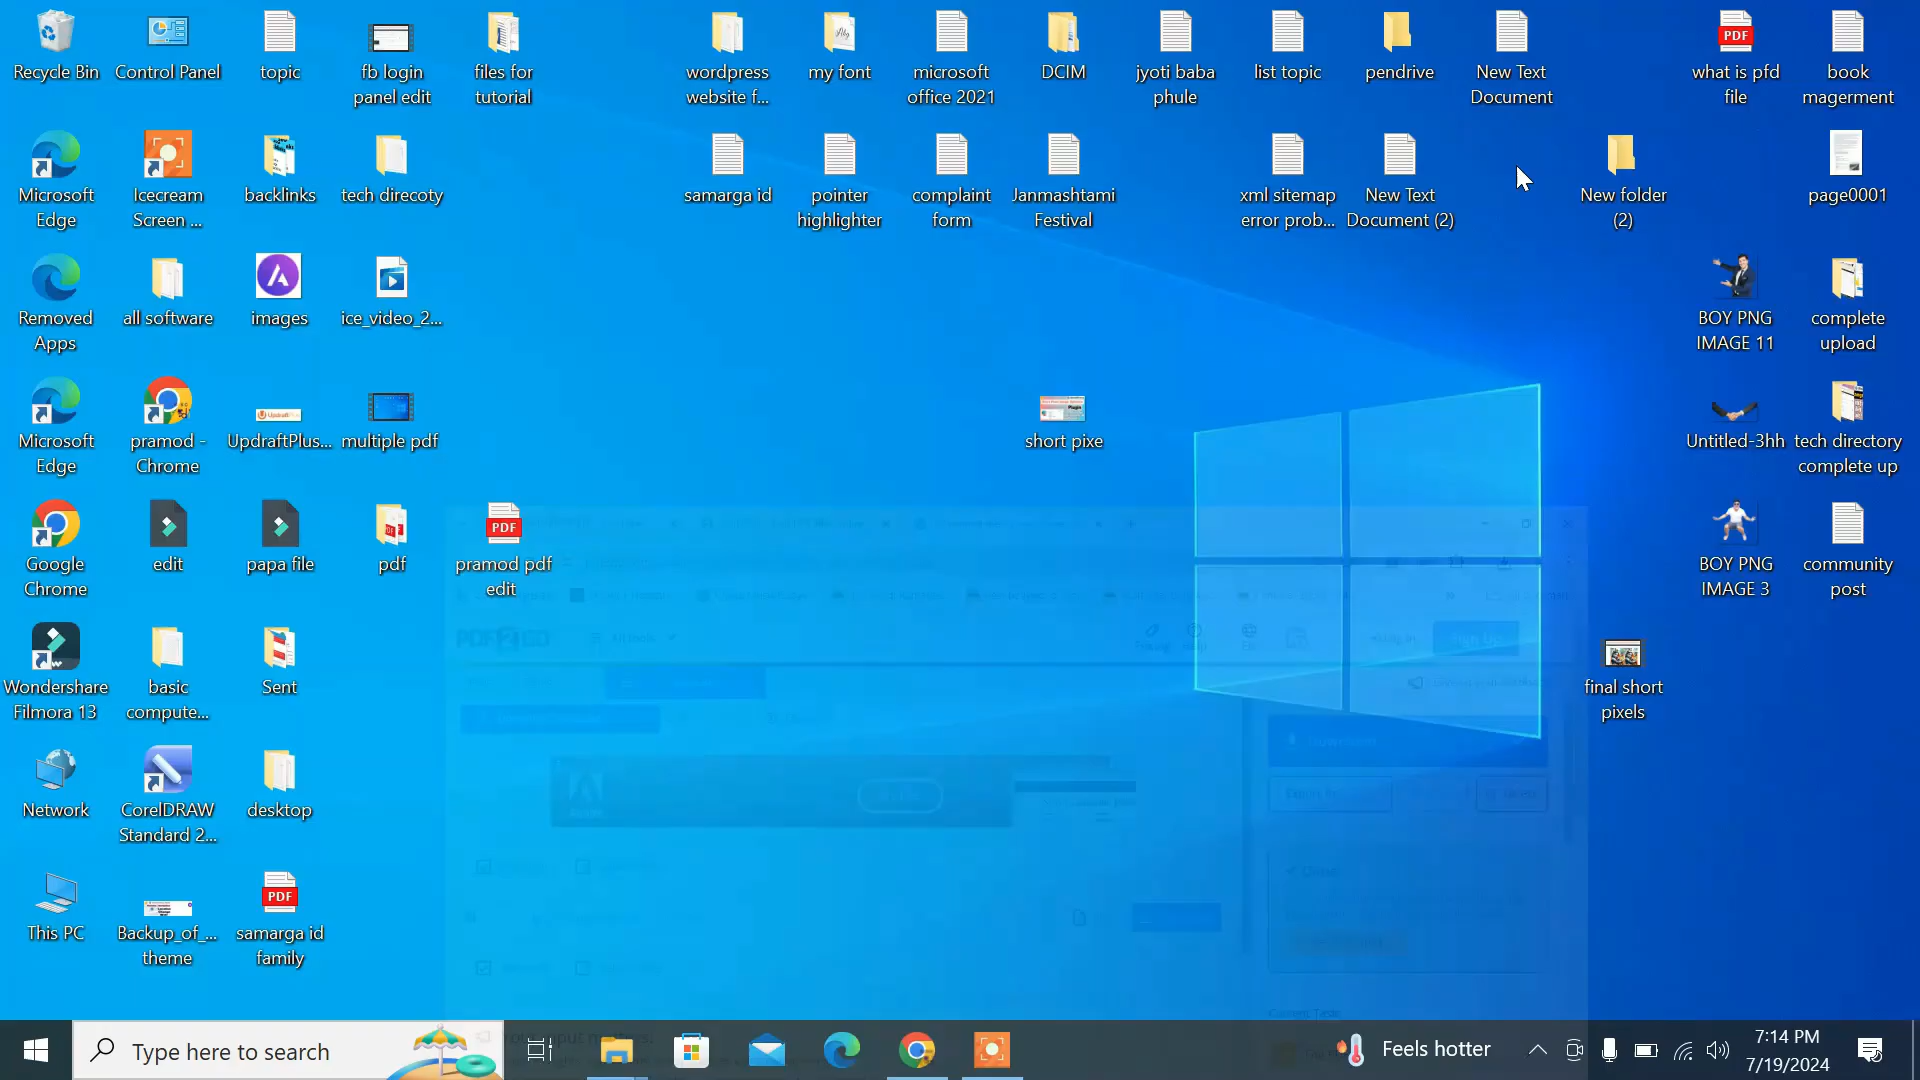 Recycle Bin
Control Panel
topic
fb login
panel edit
files for
tutorial
wordpress
website f...
my font
microsoft
office 2021
DCIM
jyoti baba
phule
list topic
pendrive
New Text
Document
PDF
what is pfd
file
book
magerment
Microsoft
Edge
Icecream
Screen ...
backlinks
tech direcoty
samarga id
pointer
highlighter
complaint
form
Janmashtami
Festival
xml sitemap
error prob...
New Text
Document (2)
New folder
(2)
page0001
Removed
Apps
all software
images
ice_video_2...
BOY PNG
IMAGE 11
complete
upload
Microsoft
Edge
pramod -
Chrome
UpdraftPlus...
multiple pdf
short pixe
Untitled-3hh
tech directory
complete up
Google
Chrome
edit
papa file
pdf
PDF
pramod pdf
edit
BOY PNG
IMAGE 3
community
post
Wondershare
Filmora 13
basic
compute...
Sent
final short
pixels
Network
CorelDRAW
Standard 2...
desktop
This PC
Backup_of_...
theme
PDF
samarga id
family
PDF2GO
Sign Up
Type here to search
Feels hotter
7:14 PM
7/19/2024